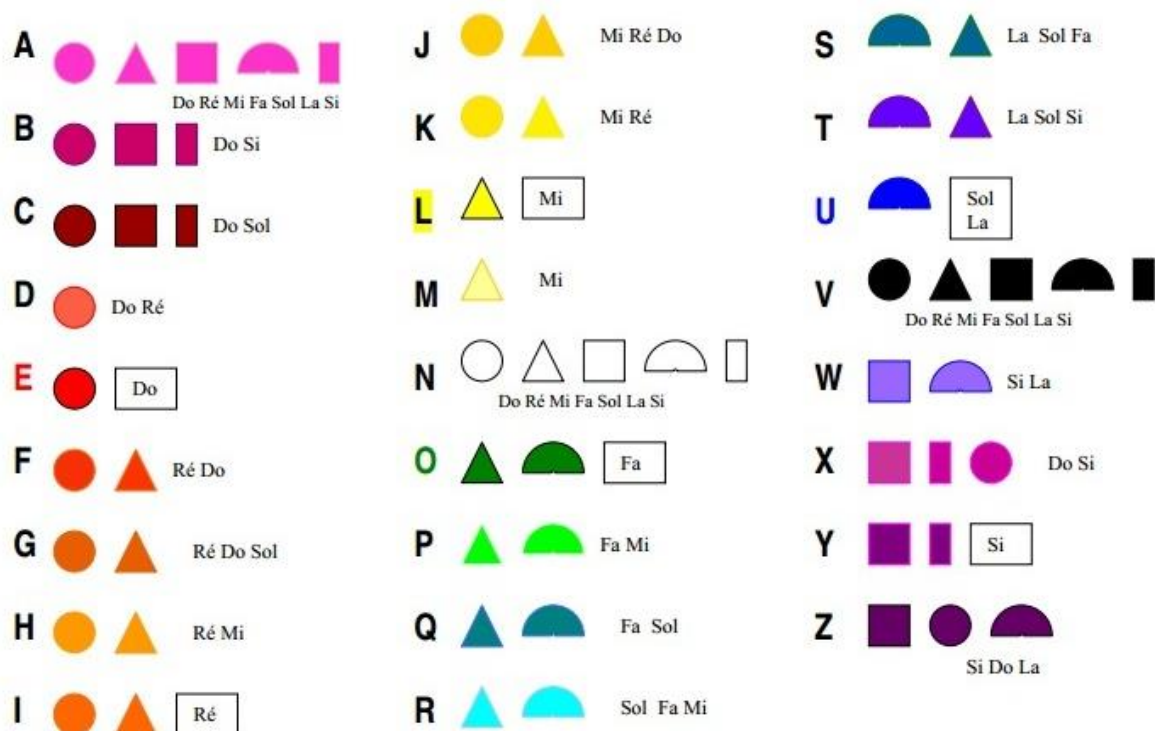 A
Do Ré Mi Fa Sol La Si
B Do Si
C Do Sol
D Do Ré
E Do
F Ré Do
G Ré Do Sol
H Ré Mi
I Ré
J Mi Ré Do
K Mi Ré
L Mi
M Mi
N
Do Ré Mi Fa Sol La Si
O Fa
P Fa Mi
Q Fa Sol
R Sol Fa Mi
S La Sol Fa
T La Sol Si
U Sol
La
V
Do Ré Mi Fa Sol La Si
W Si La
X Do Si
Y Si
Z
Si Do La